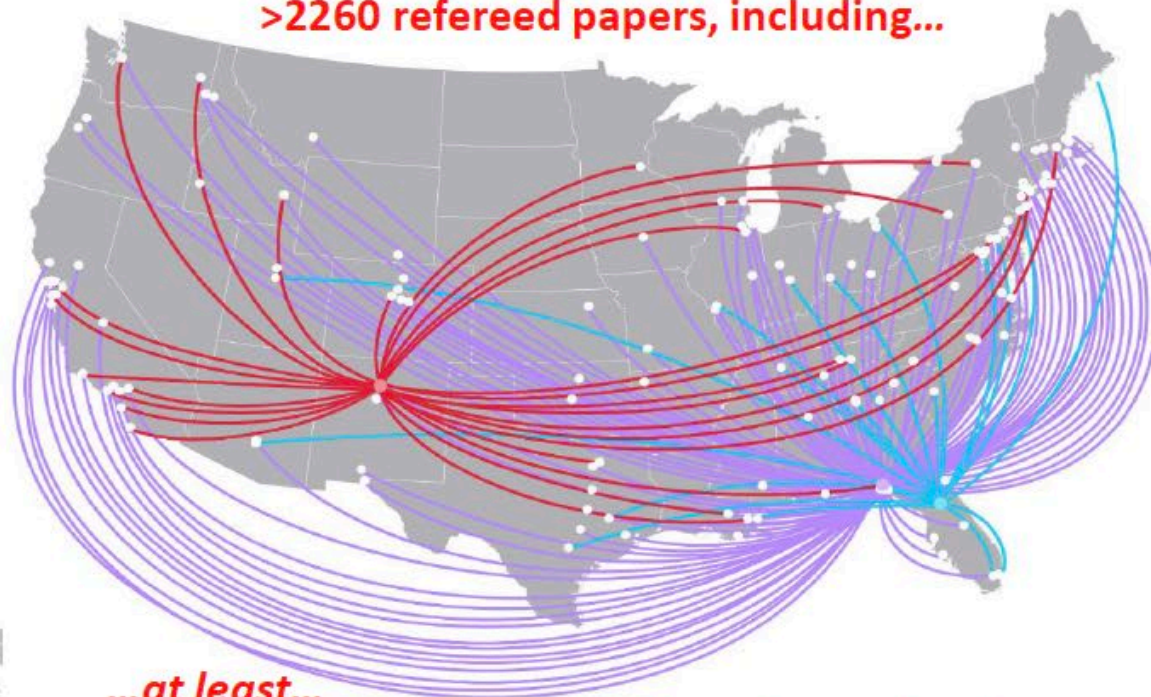 >2260 refereed papers, including…
…at least…